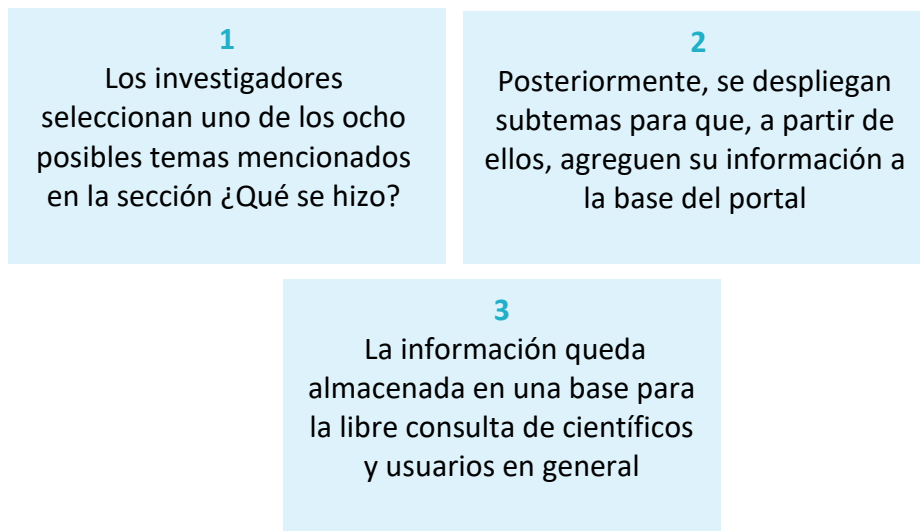 1
Los investigadores
seleccionan uno de los ocho
posibles temas mencionados
en la sección ¿Qué se hizo?
2
Posteriormente, se despliegan
subtemas para que, a partir de
ellos, agreguen su información a
la base del portal
3
La información queda
almacenada en una base para
la libre consulta de científicos
y usuarios en general